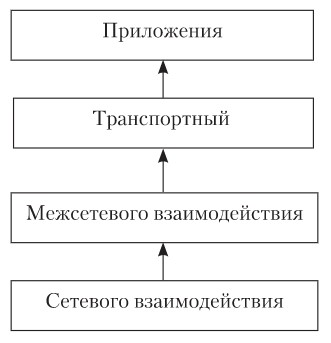 Приложения
Транспортный
Межсетевого взаимодействия
Сетевого взаимодействия